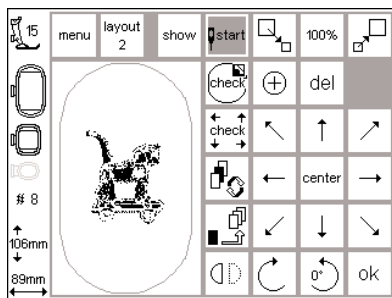 15
menu
layout
2
show
start
100%
check
del
check
center
# 8
106mm
89mm
0°
ok